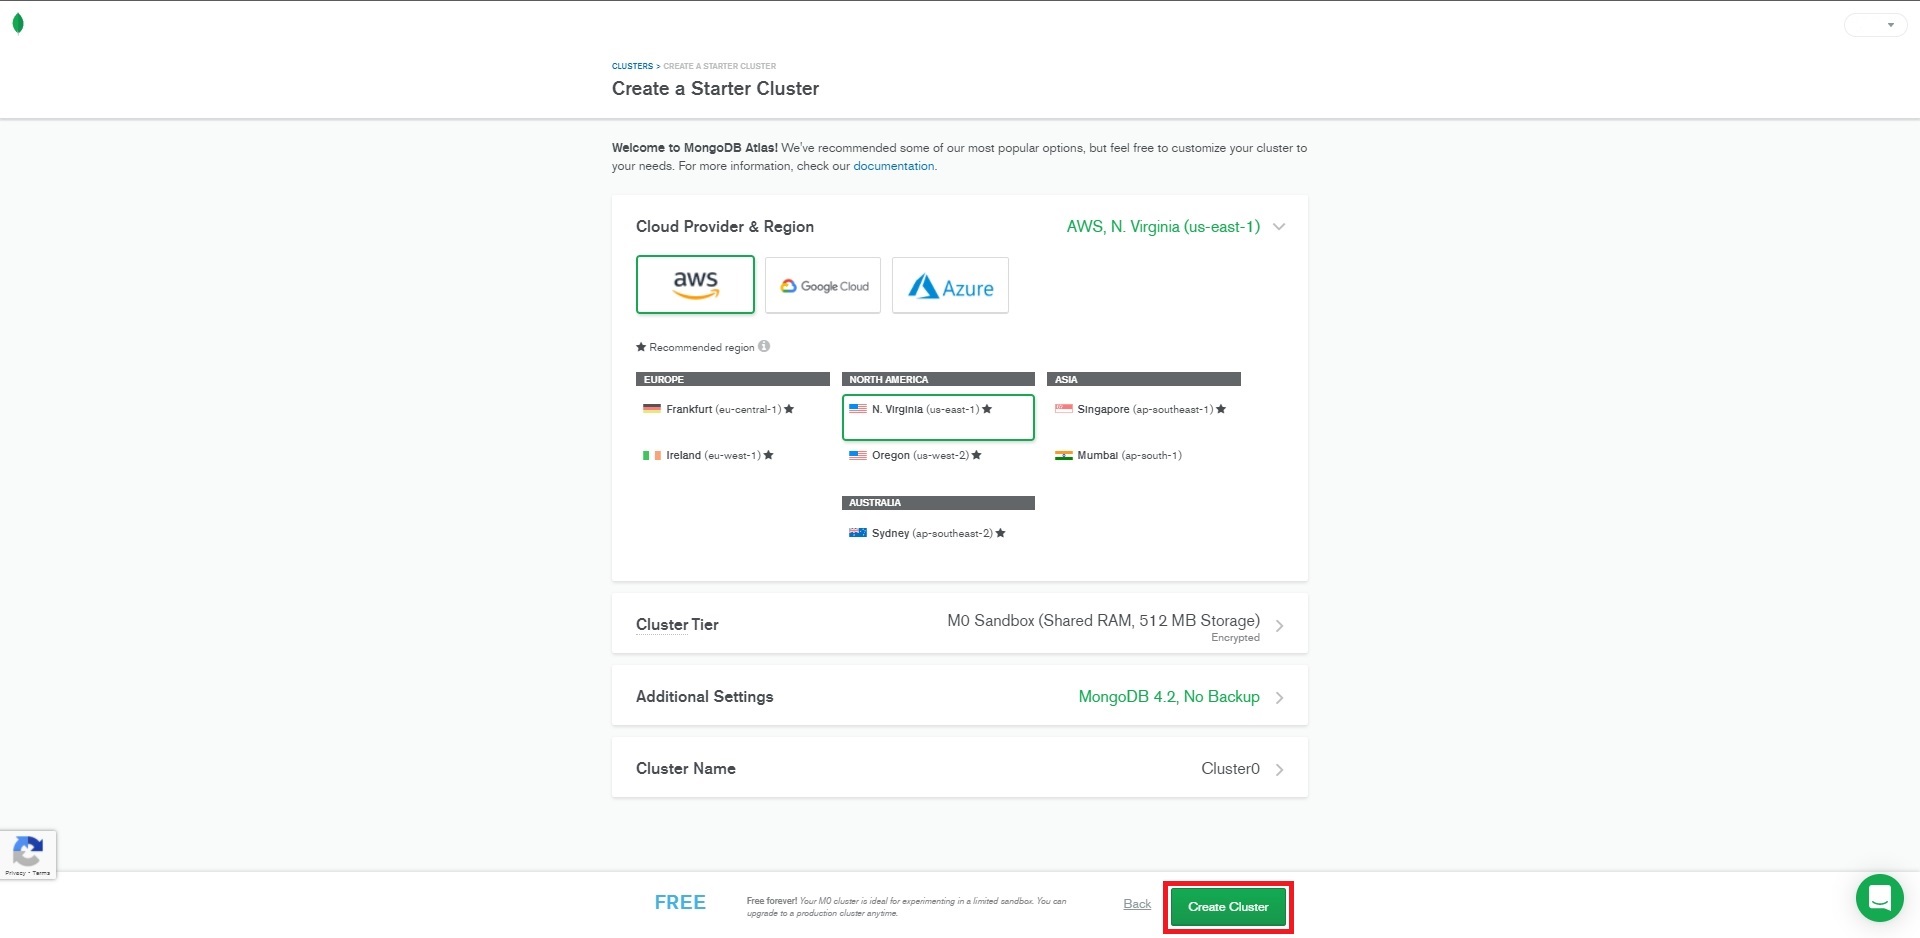 CLUSTERS > CREATE A STARTER CLUSTER
Create a Starter Cluster
Welcome to MongoDB Atlas! We've recommended some of our most popular options, but feel free to customize your cluster to
your needs. For more information, check our documentation.
Cloud Provider & Region
AWS, N. Virginia (us-east-1)
aws
Google Cloud
Azure
★ Recommended region
EUROPE
Frankfurt (eu-central-1) ★
Ireland (eu-west-1) ★
NORTH AMERICA
N. Virginia (us-east-1) ★
Oregon (us-west-2) ★
AUSTRALIA
Sydney (ap-southeast-2) ★
ASIA
Singapore (ap-southeast-1) ★
Mumbai (ap-south-1)
Cluster Tier
M0 Sandbox (Shared RAM, 512 MB Storage)
Encrypted
Additional Settings
MongoDB 4.2, No Backup
Cluster Name
Cluster0
Privacy - Terms
FREE
Free forever! Your M0 cluster is ideal for experimenting in a limited sandbox. You can
upgrade to a production cluster anytime.
Back
Create Cluster